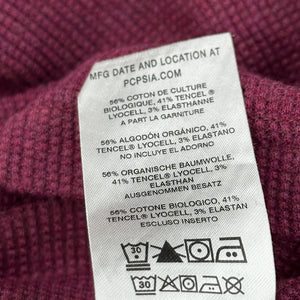 MFG DATE AND LOCATION AT
PCPSIA.COM
56% COTON DE CULTURE
BIOLOGIQUE, 41% TENCEL®
LYOCELL, 3% ELASTHANNE
A PART LA GARNITURE
56% ALGODÓN ORGÁNICO, 41%
TENCEL® LYOCELL, 3% ELASTANO
NO INCLUYE EL ADORNO
56% ORGANISCHE BAUMWOLLE,
41% TENCEL® LYOCELL, 3%
ELASTHAN
AUSGENOMMEN BESATZ
56% COTONE BIOLOGICO, 41%
TENCEL® LYOCELL, 3% ELASTAN
ESCLUSO INSERTO
30
30